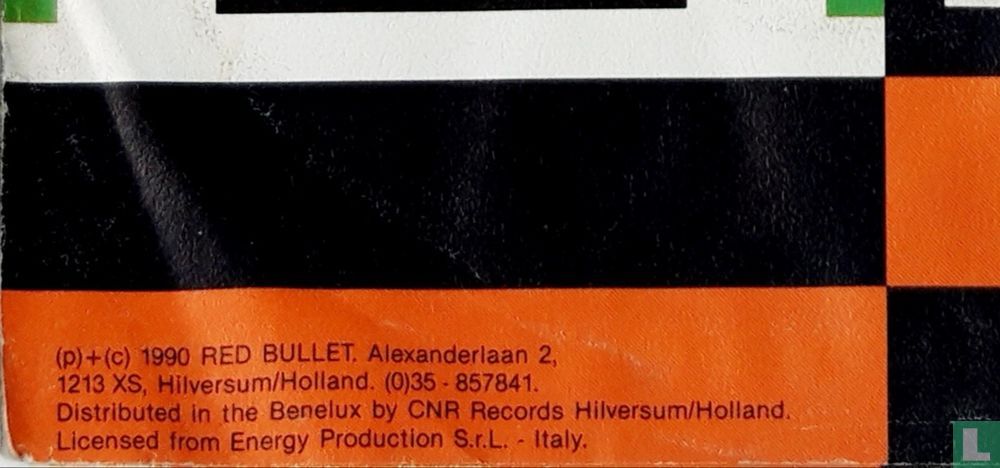 (p)+(c) 1990 RED BULLET. Alexanderlaan 2,
1213 XS, Hilversum/Holland. (0)35 - 857841.
Distributed in the Benelux by CNR Records Hilversum/Holland.
Licensed from Energy Production S.r.L. - Italy.
L